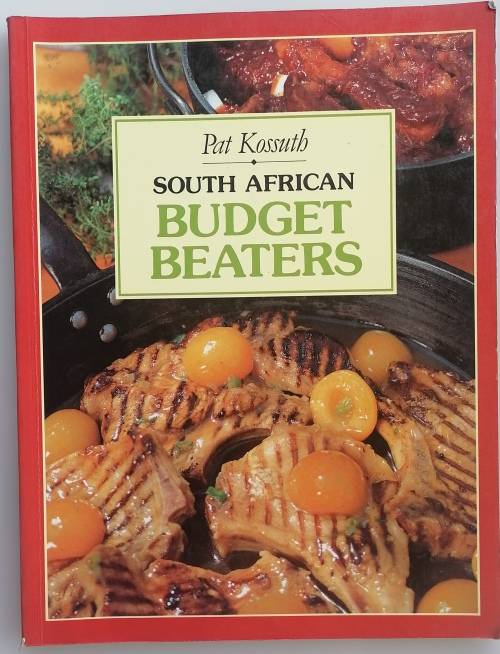 Pat Kossuth
SOUTH AFRICAN
BUDGET
BEATERS